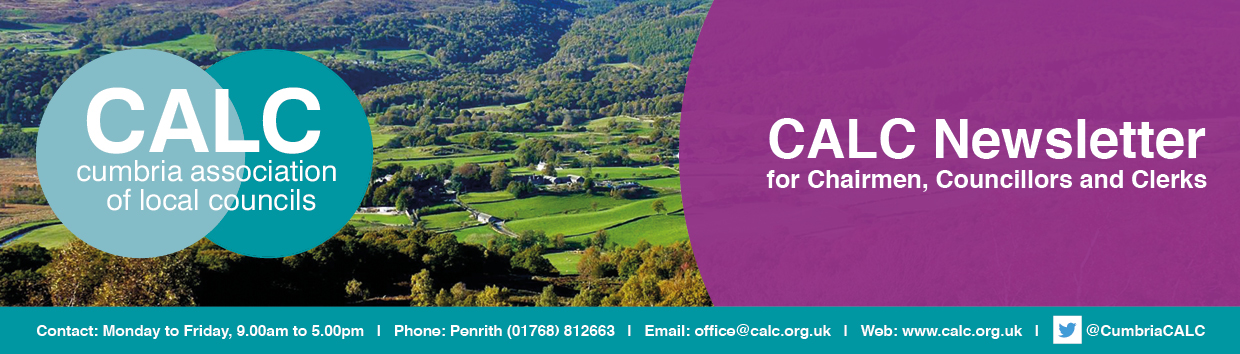 CALC
cumbria association
of local councils
CALC Newsletter
for Chairmen, Councillors and Clerks
Contact: Monday to Friday, 9.00am to 5.00pm I Phone: Penrith (01768) 812663 I Email: office@calc.org.uk I Web: www.calc.org.uk I @CumbriaCALC